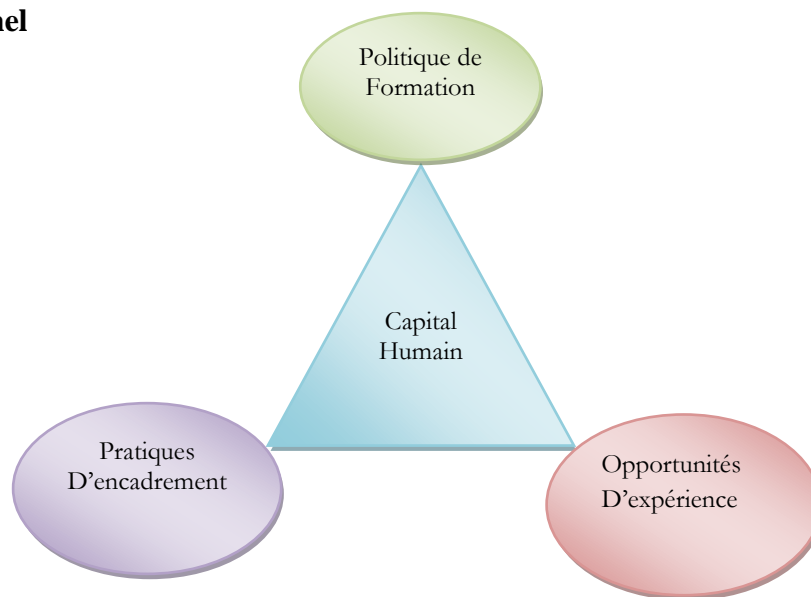 nel
Politique de
Formation
Capital
Humain
Pratiques
D’encadrement
Opportunités
D’expérience